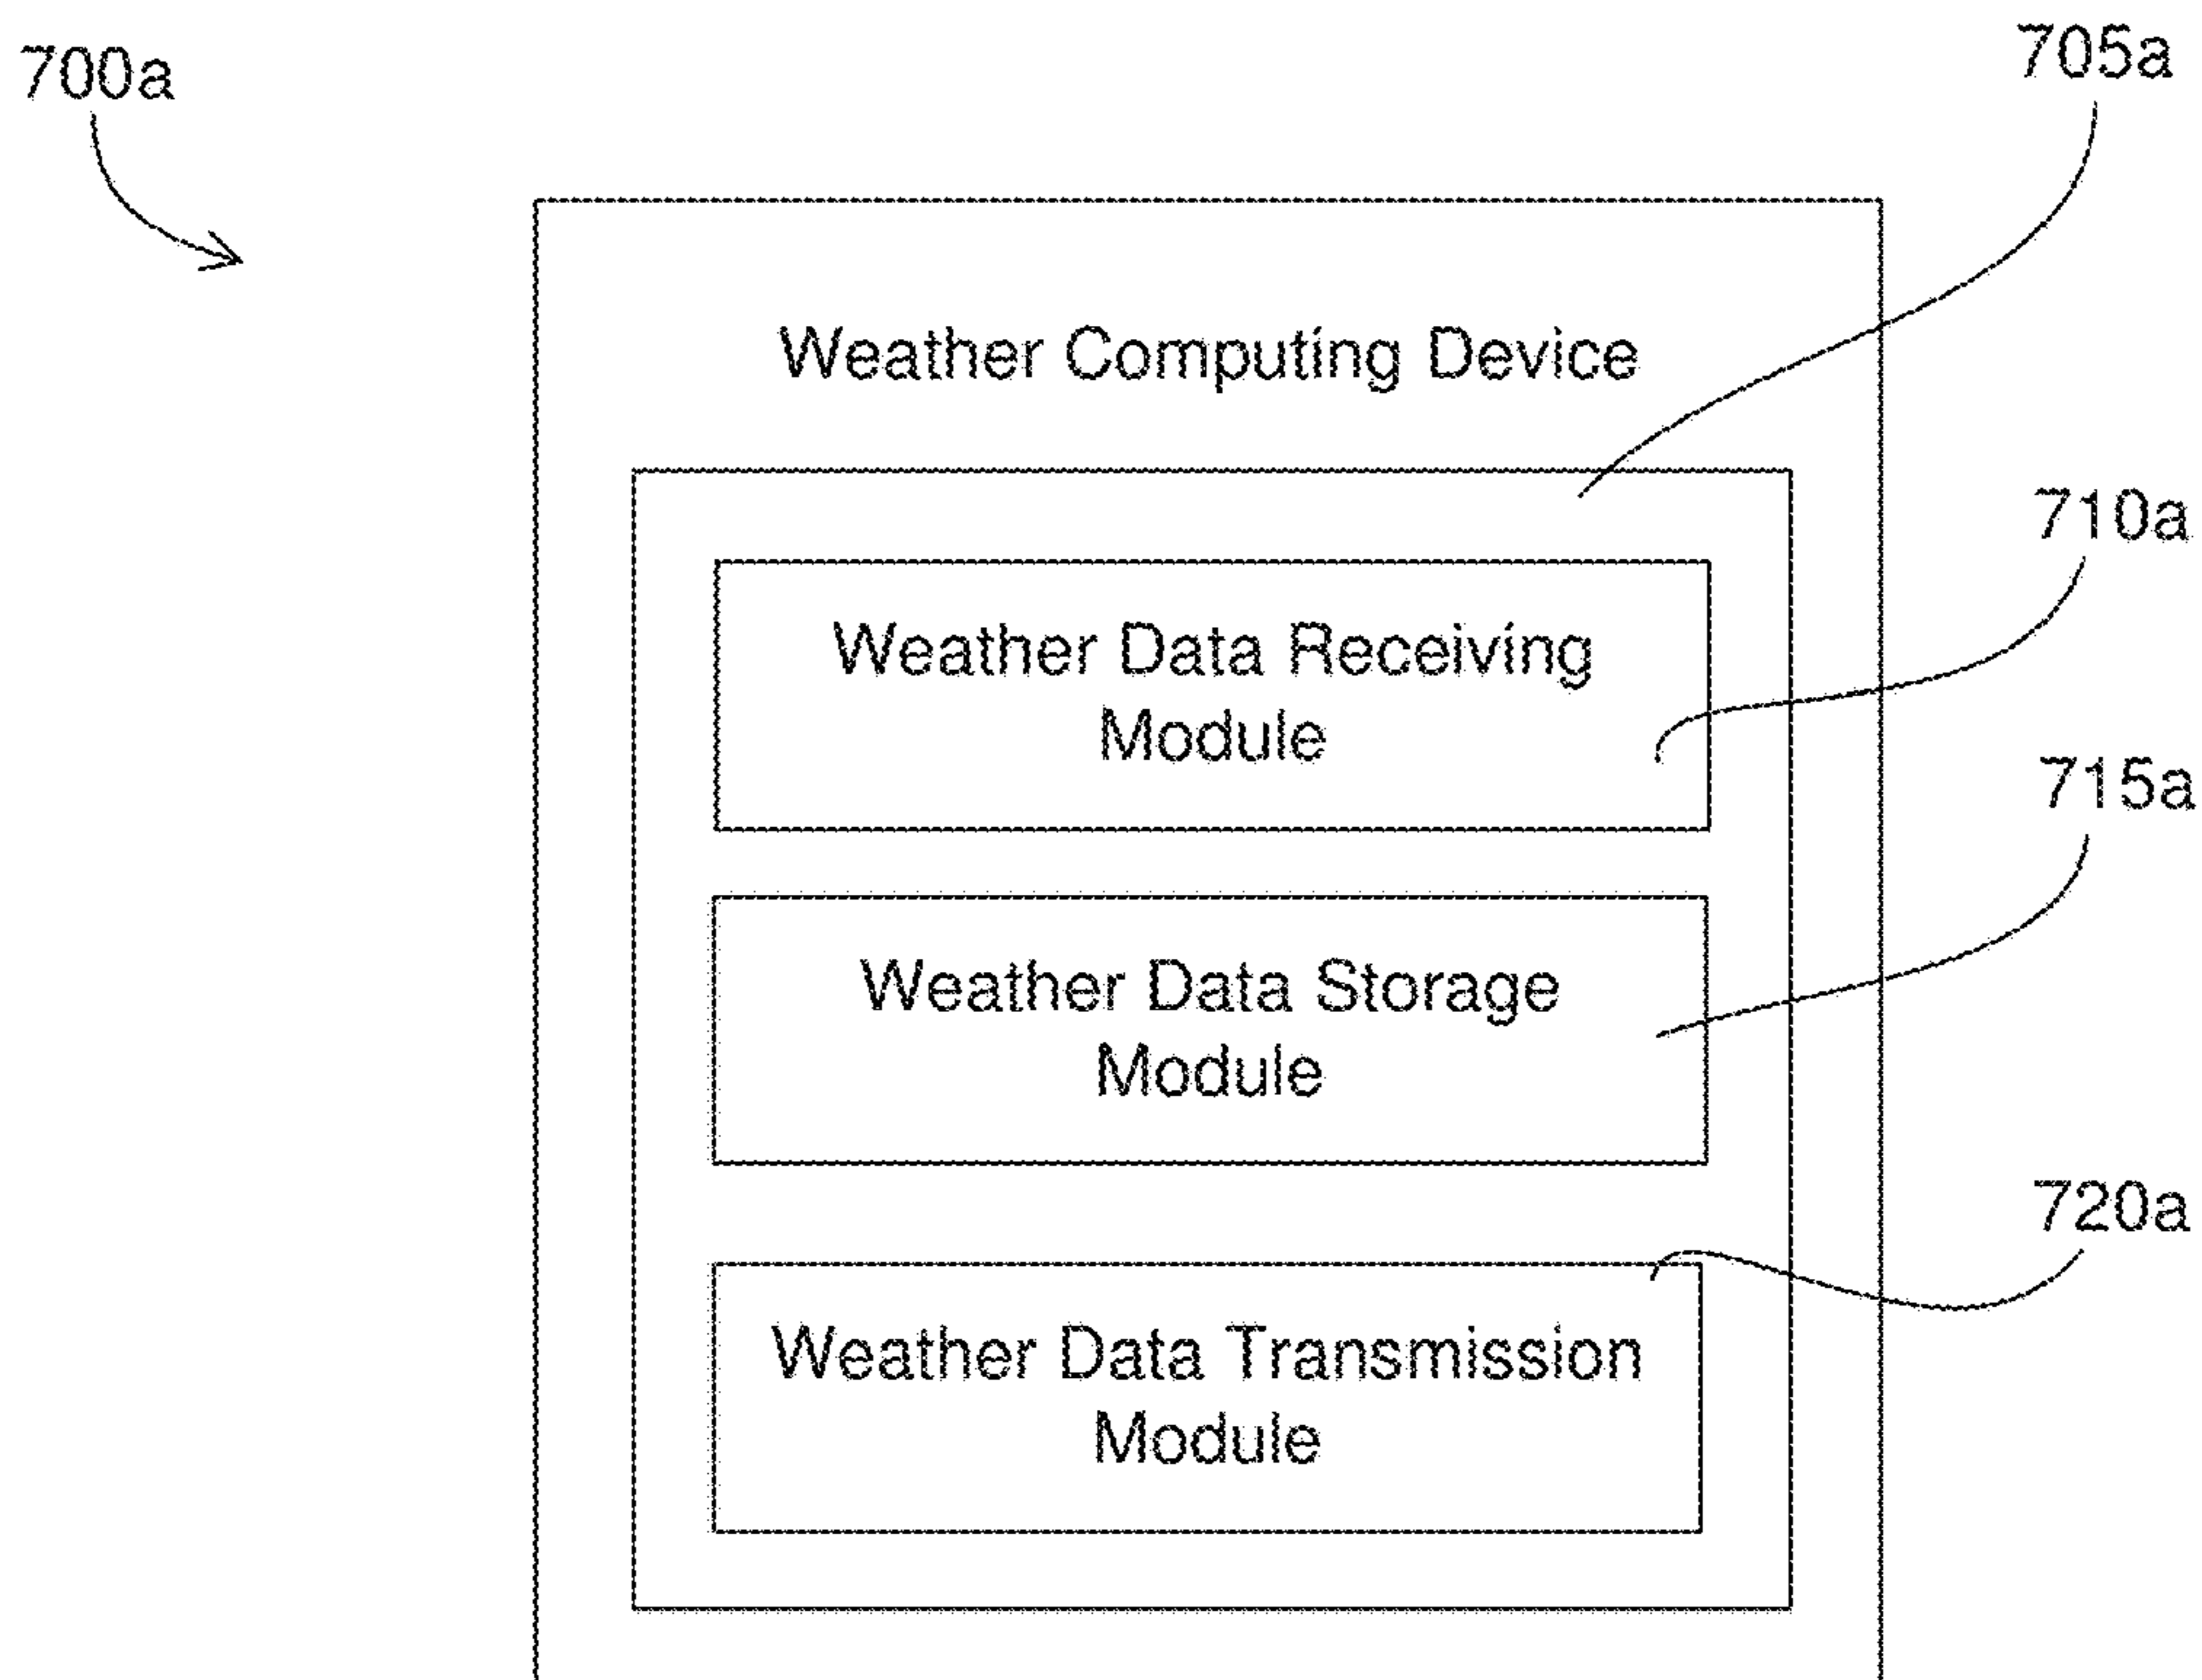 700a
705a
Weather Computing Device
710a
Weather Data Receiving
Module
715a
Weather Data Storage
Module
720a
Weather Data Transmission
Module